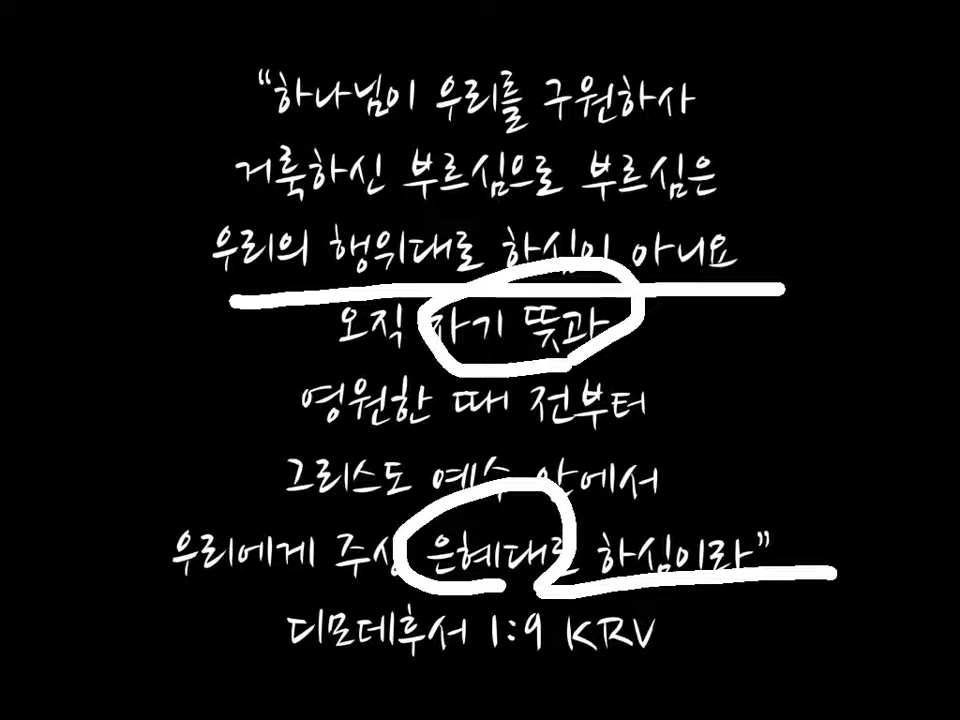 “하나님이 우리를 구원하사
거룩하신 부르심으로 부르심은
우리의 행위대로 하심이 아니요
오직 자기 뜻과
영원한 때 전부터
그리스도 예수 안에서
우리에게 주신 은혜대로 하심이라”
디모데후서 1:9 KRV